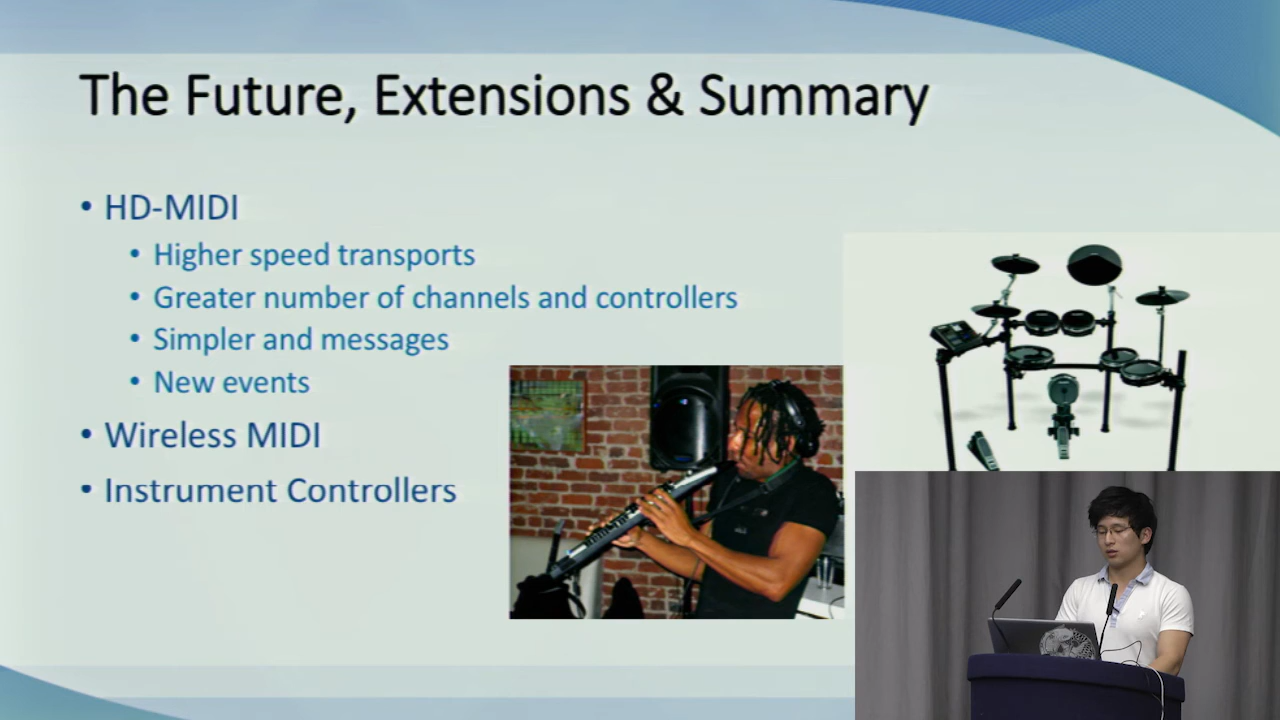 The Future, Extensions & Summary
• HD-MIDI
• Higher speed transports
• Greater number of channels and controllers
• Simpler and messages
• New events
• Wireless MIDI
• Instrument Controllers